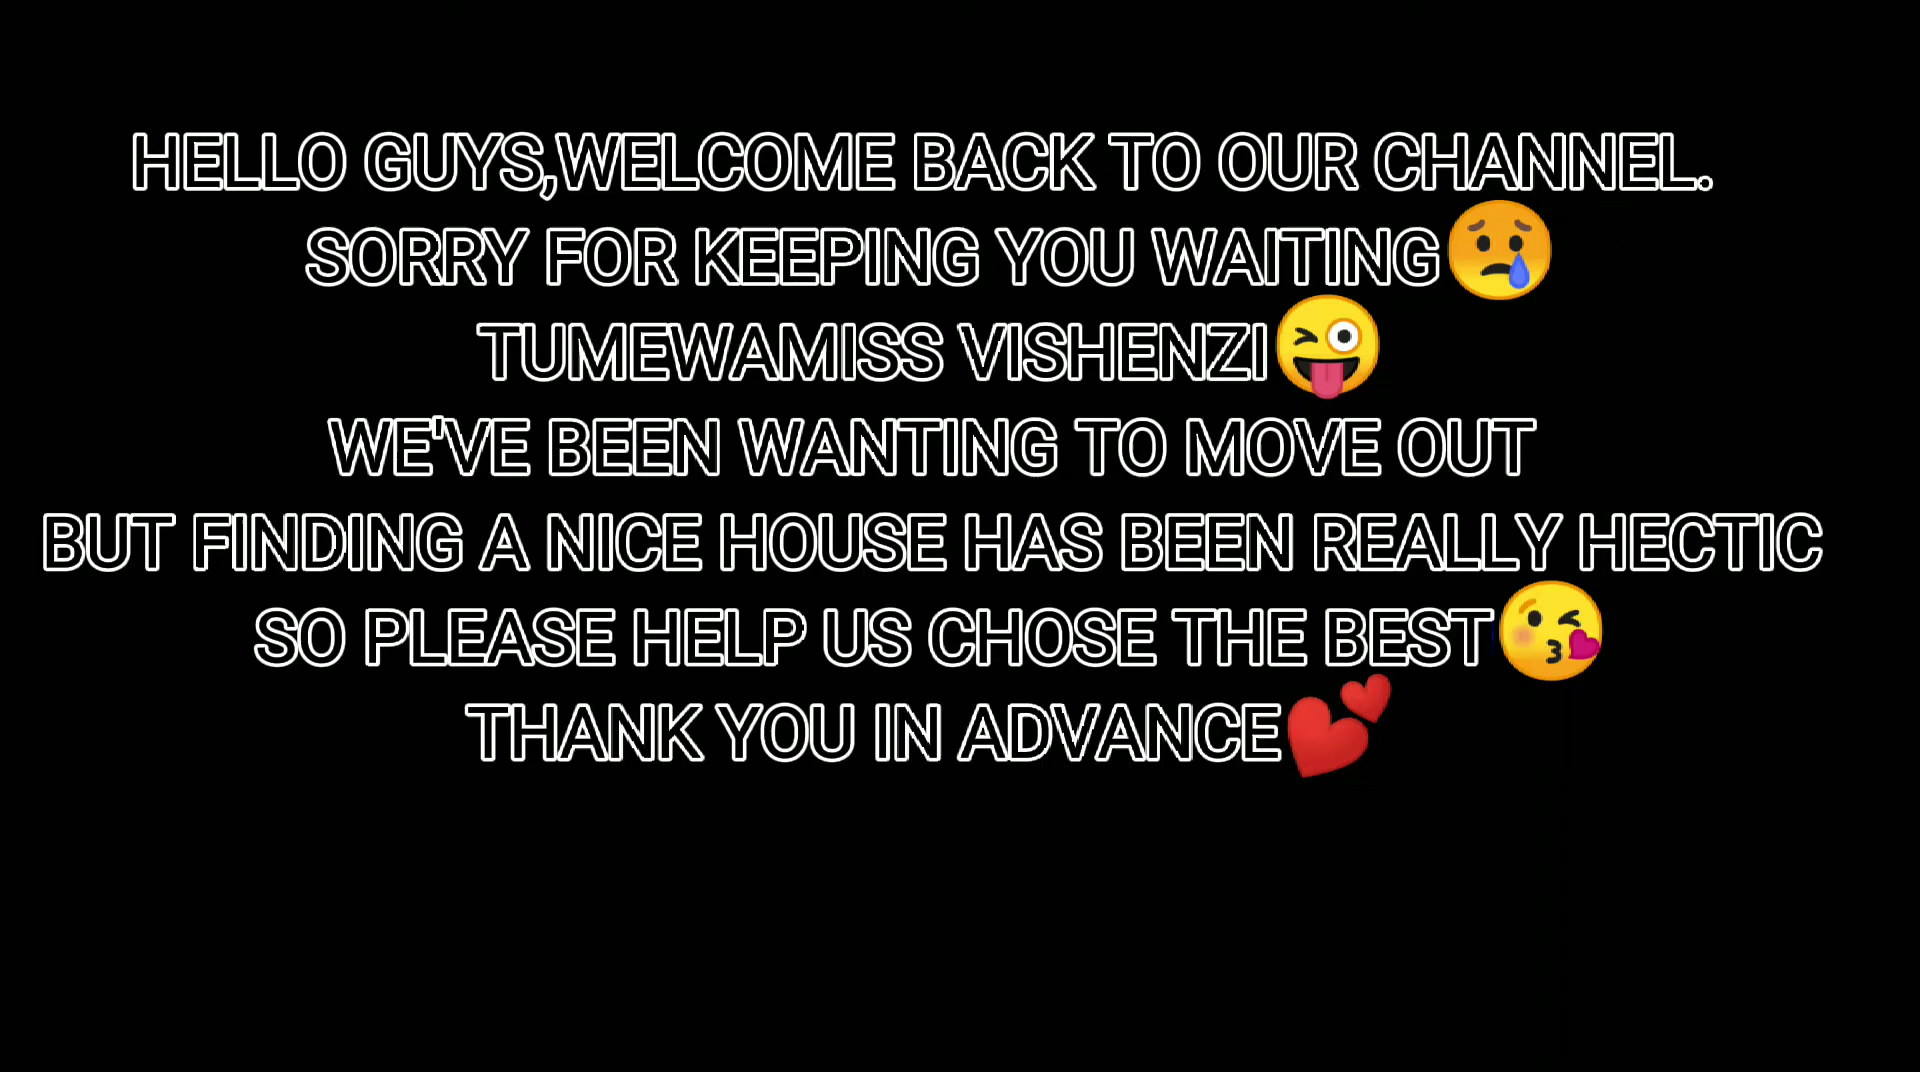 HELLO GUYS,WELCOME BACK TO OUR CHANNEL.
SORRY FOR KEEPING YOU WAITING😢
TUMEWAMISS VISHENZI😜
WE'VE BEEN WANTING TO MOVE OUT
BUT FINDING A NICE HOUSE HAS BEEN REALLY HECTIC
SO PLEASE HELP US CHOSE THE BEST😘
THANK YOU IN ADVANCE💕